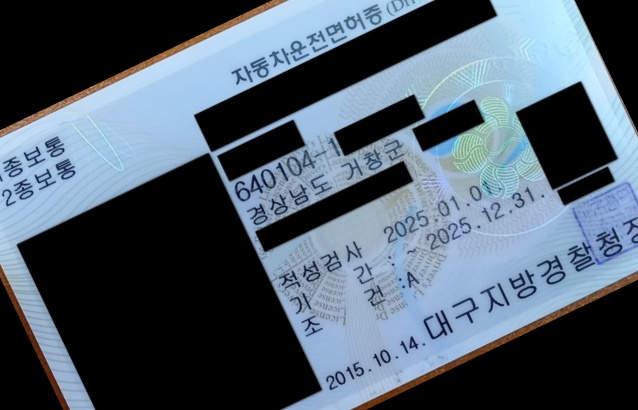 자동차운전면허증
종보통
2종보통
640104-1
경상남도 거창군
적성검사
기 간 : 2025.01.0
~ 2025.12.31.
조 건 :A
2015.10.14. 대구지방경찰청장